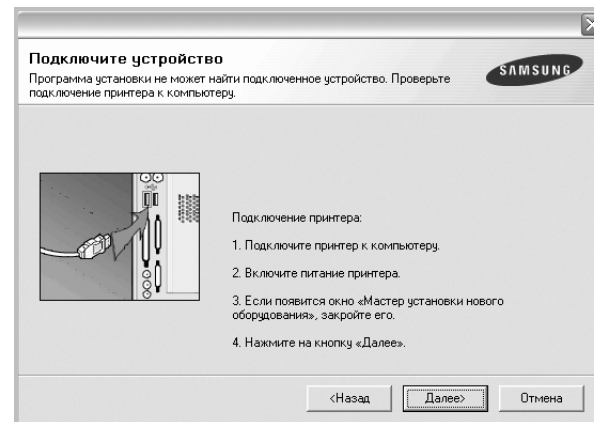 Подключите устройство
Программа установки не может найти подключенное устройство. Проверьте
подключение принтера к компьютеру.
SAMSUNG
Подключение принтера:
1. Подключите принтер к компьютеру.
2. Включите питание принтера.
3. Если появится окно «Мастер установки нового
оборудования», закройте его.
4. Нажмите на кнопку «Далее».
<Назад
Далее>
Отмена